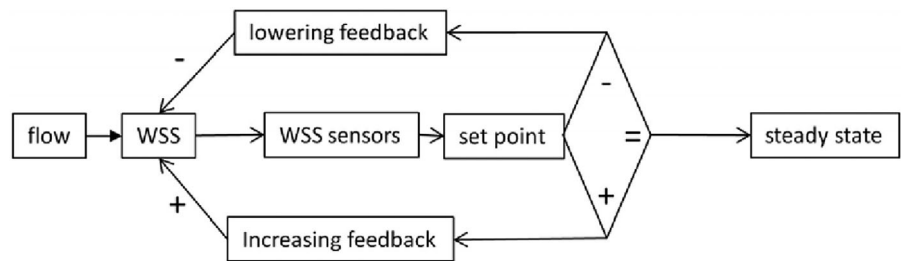 lowering feedback
-
-
flow
WSS
WSS sensors
set point
=
steady state
+
+
Increasing feedback